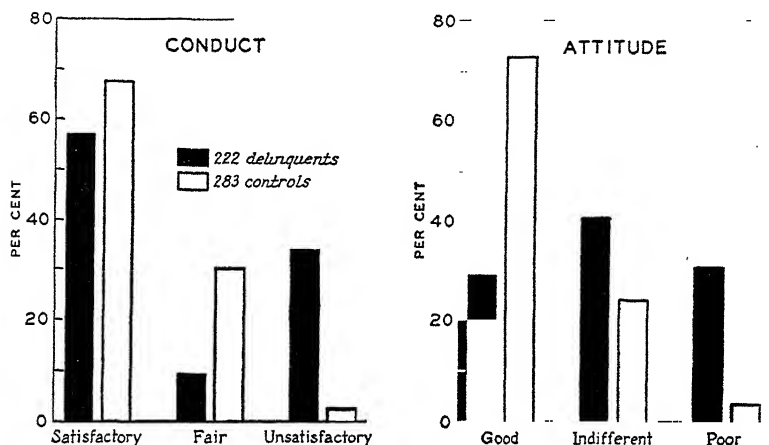 CONDUCT
PER CENT
80
60
40
20
0
222 delinquents
283 controls
Satisfactory Fair Unsatisfactory
ATTITUDE
PER CENT
80
60
40
20
0
Good Indifferent Poor